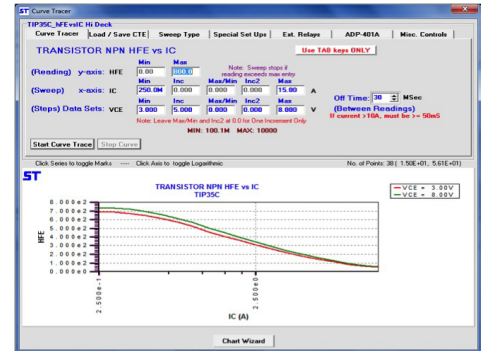 ST Curve Tracer
TIP35C_hFEvsIC Hi Deck
Curve Tracer Load / Save CTE Sweep Type Special Set Ups Ext. Relays ADP-401A Misc. Controls
TRANSISTOR NPN HFE vs IC
Use TAB keys ONLY
Min Max
(Reading) y-axis: HFE 0.00 800.0
Note: Sweep stops if
reading exceeds max entry
Min Inc Max/Min Inc2 Max
(Sweep) x-axis: IC 250.0M 0.000 0.000 0.000 15.00 A
Min Inc Max/Min Inc2 Max
(Steps) Data Sets: VCE 3.000 5.000 0.000 0.000 8.000 V
Off Time: 30 MSec
(Between Readings)
If current >10A, must be >= 50mS
Note: Leave Max/Min and Inc2 at 0.0 for One Increment Only
MIN: 100.1M MAX: 10000
Start Curve Trace Stop Curve
Click Series to toggle Marks ---- Click Axis to toggle Logarithmic No. of Points: 38 ( 1.50E+01, 5.61E+01)
ST
TRANSISTOR NPN HFE vs IC
TIP35C
VCE = 3.00V
VCE = 8.00V
HFE
8.000e2
7.000e2
6.000e2
5.000e2
4.000e2
3.000e2
2.000e2
1.000e2
0.000e0
2.500e-1
2.500e0
IC (A)
Chart Wizard